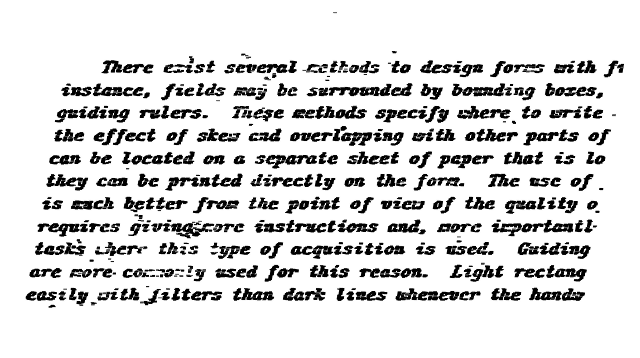 There exist several methods to design forms with fi
instance, fields may be surrounded by bounding boxes,
guiding rulers. These methods specify where to write
the effect of skew and overlapping with other parts of
can be located on a separate sheet of paper that is lo
they can be printed directly on the form. The use of
is much better from the point of view of the quality o
requires giving more instructions and, more importantl
tasks where this type of acquisition is used. Guiding
are more commonly used for this reason. Light rectang
easily with filters than dark lines whenever the handw